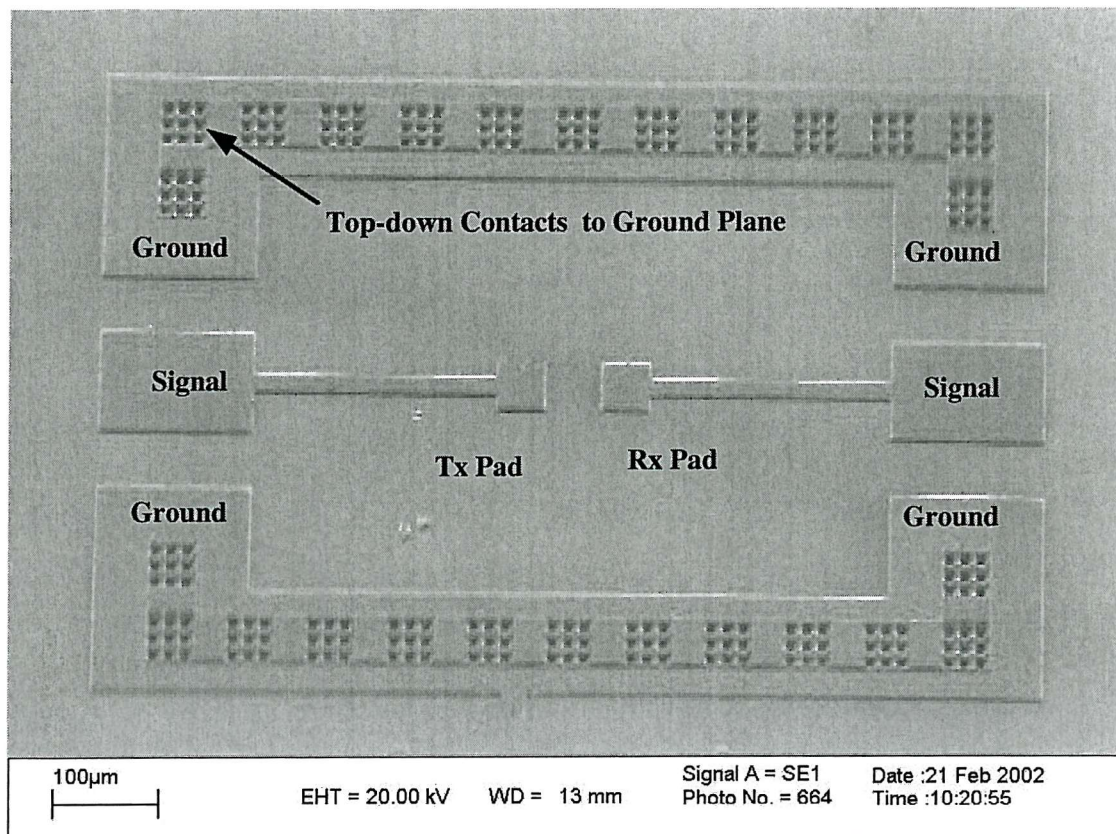 Top-down Contacts to Ground Plane
Ground
Ground
Signal
Signal
Tx Pad
Rx Pad
Ground
Ground
100µm
EHT = 20.00 kV
WD = 13 mm
Signal A = SE1
Photo No. = 664
Date :21 Feb 2002
Time :10:20:55